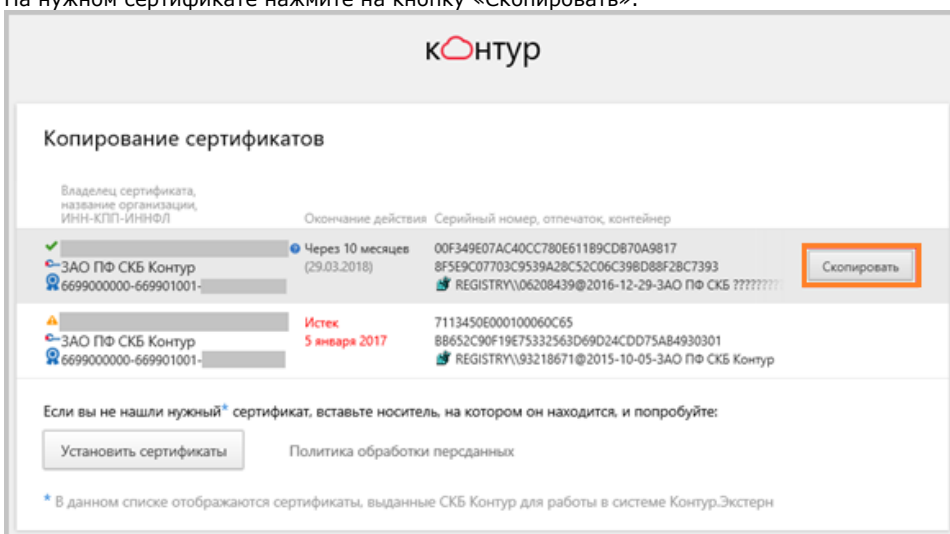 На нужном сертификате нажмите на кнопку «Скопировать».
контур
Копирование сертификатов
Владелец сертификата,
название организации,
ИНН-КПП-ИННФЛ
Окончание действия
Серийный номер, отпечаток, контейнер
ЗАО ПФ СКБ Контур
6699000000-669901001-
Через 10 месяцев
(29.03.2018)
00F349E07AC40CC780E611B9CDB70A9817
8F5E9C07703C9539A28C52C06C39BD88F2BC7393
REGISTRY\\06208439@2016-12-29-ЗАО ПФ СКБ ?????????
Скопировать
ЗАО ПФ СКБ Контур
6699000000-669901001-
Истек
5 января 2017
7113450E000100060C65
BB652C90F19E75332563D69D24CDD75AB4930301
REGISTRY\\93218671@2015-10-05-ЗАО ПФ СКБ Контур
Если вы не нашли нужный* сертификат, вставьте носитель, на котором он находится, и попробуйте:
Установить сертификаты
Политика обработки персданных
* В данном списке отображаются сертификаты, выданные СКБ Контур для работы в системе Контур.Экстерн